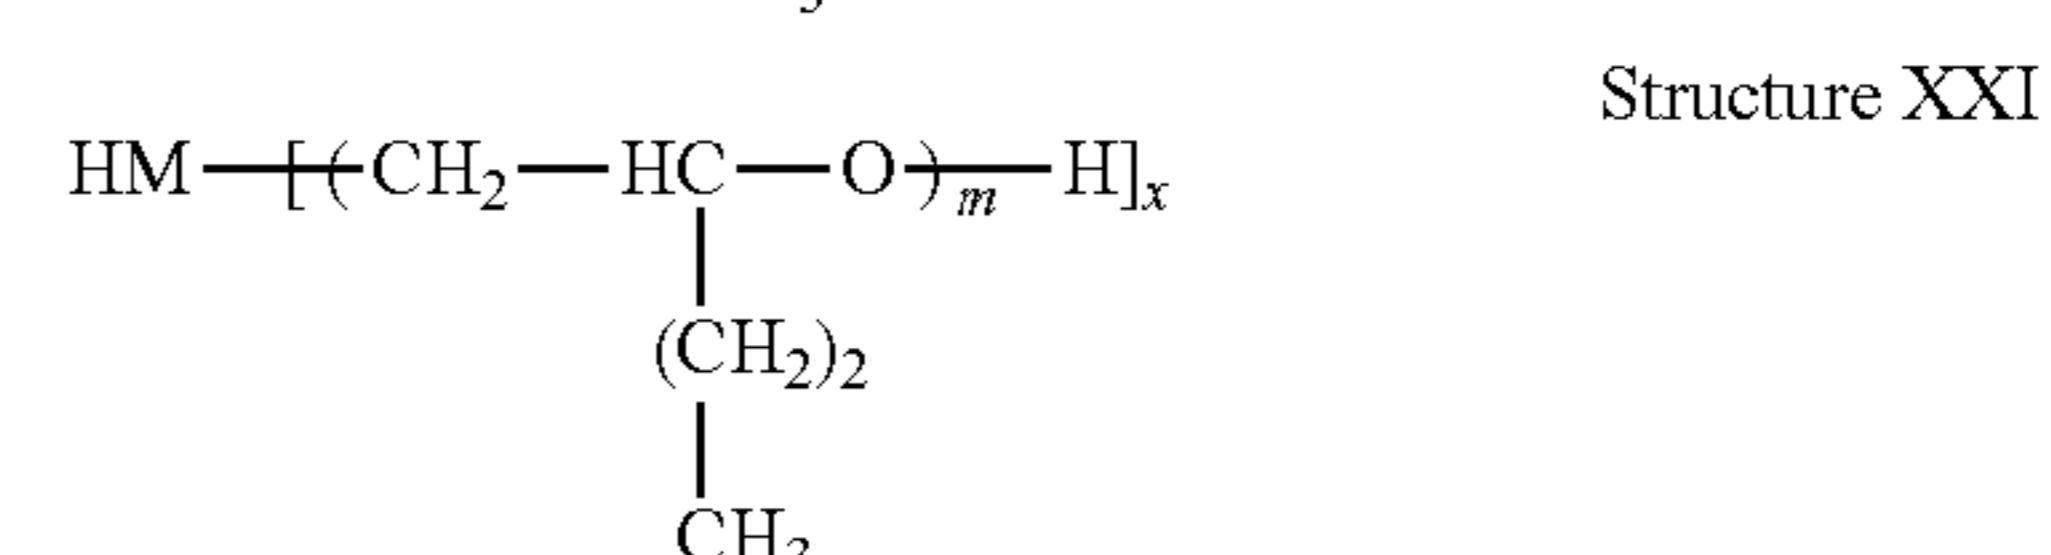 Structure XXI
HM—[(CH₂—HC—O)ₘ—H]ₓ
(CH₂)₂
CH₃